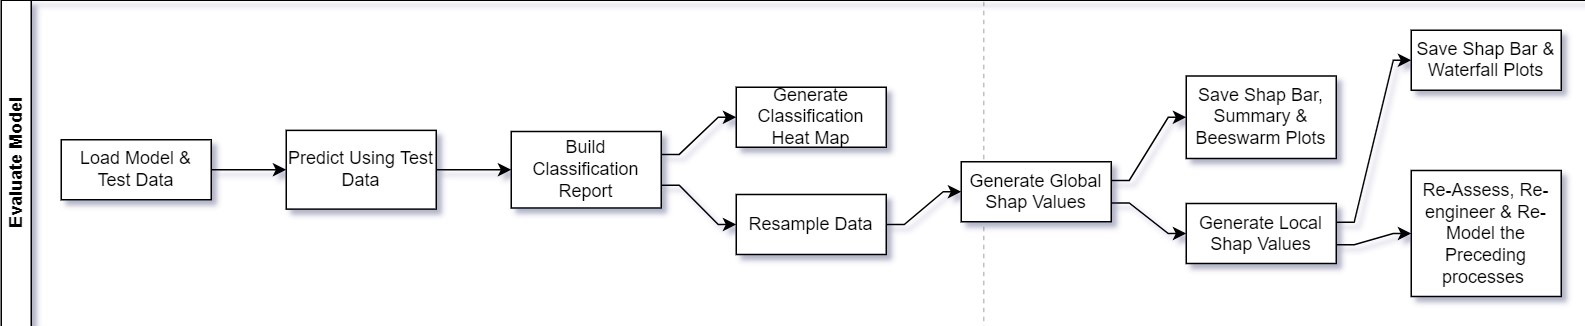 Evaluate Model
Load Model &
Test Data
Predict Using Test
Data
Build
Classification
Report
Generate
Classification
Heat Map
Resample Data
Generate Global
Shap Values
Save Shap Bar,
Summary &
Beeswarm Plots
Generate Local
Shap Values
Save Shap Bar &
Waterfall Plots
Re-Assess, Re-
engineer & Re-
Model the
Preceding
processes